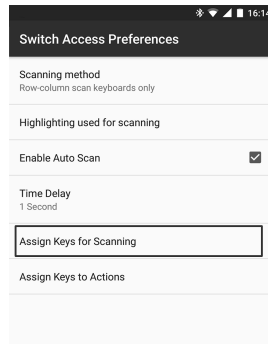 16:14
Switch Access Preferences
Scanning method
Row-column scan keyboards only
Highlighting used for scanning
Enable Auto Scan
Time Delay
1 Second
Assign Keys for Scanning
Assign Keys to Actions